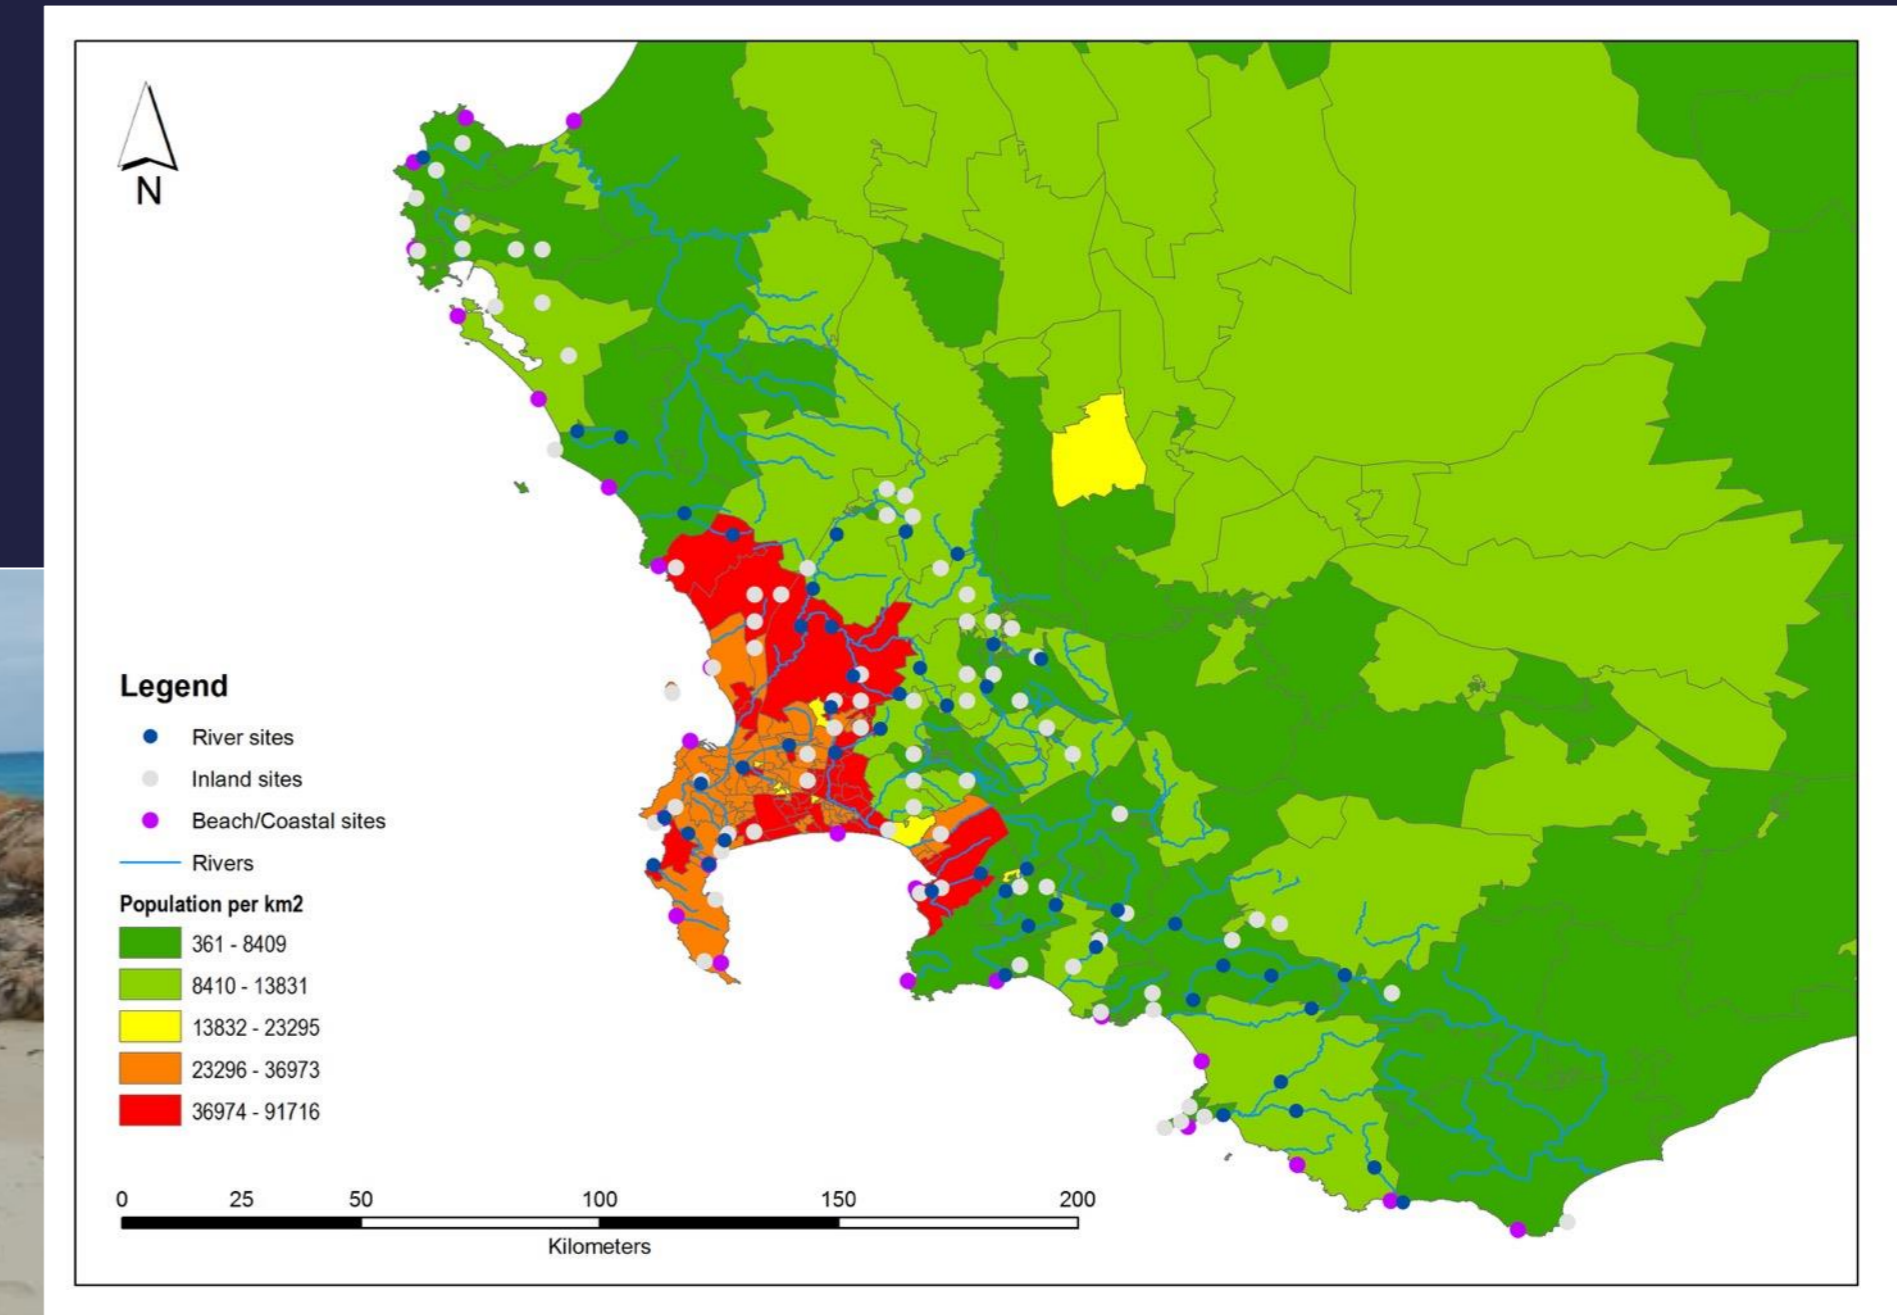 N
Legend
River sites
Inland sites
Beach/Coastal sites
Rivers
Population per km2
361 - 8409
8410 - 13831
13832 - 23295
23296 - 36973
36974 - 91716
0 25 50 100 150 200
Kilometers